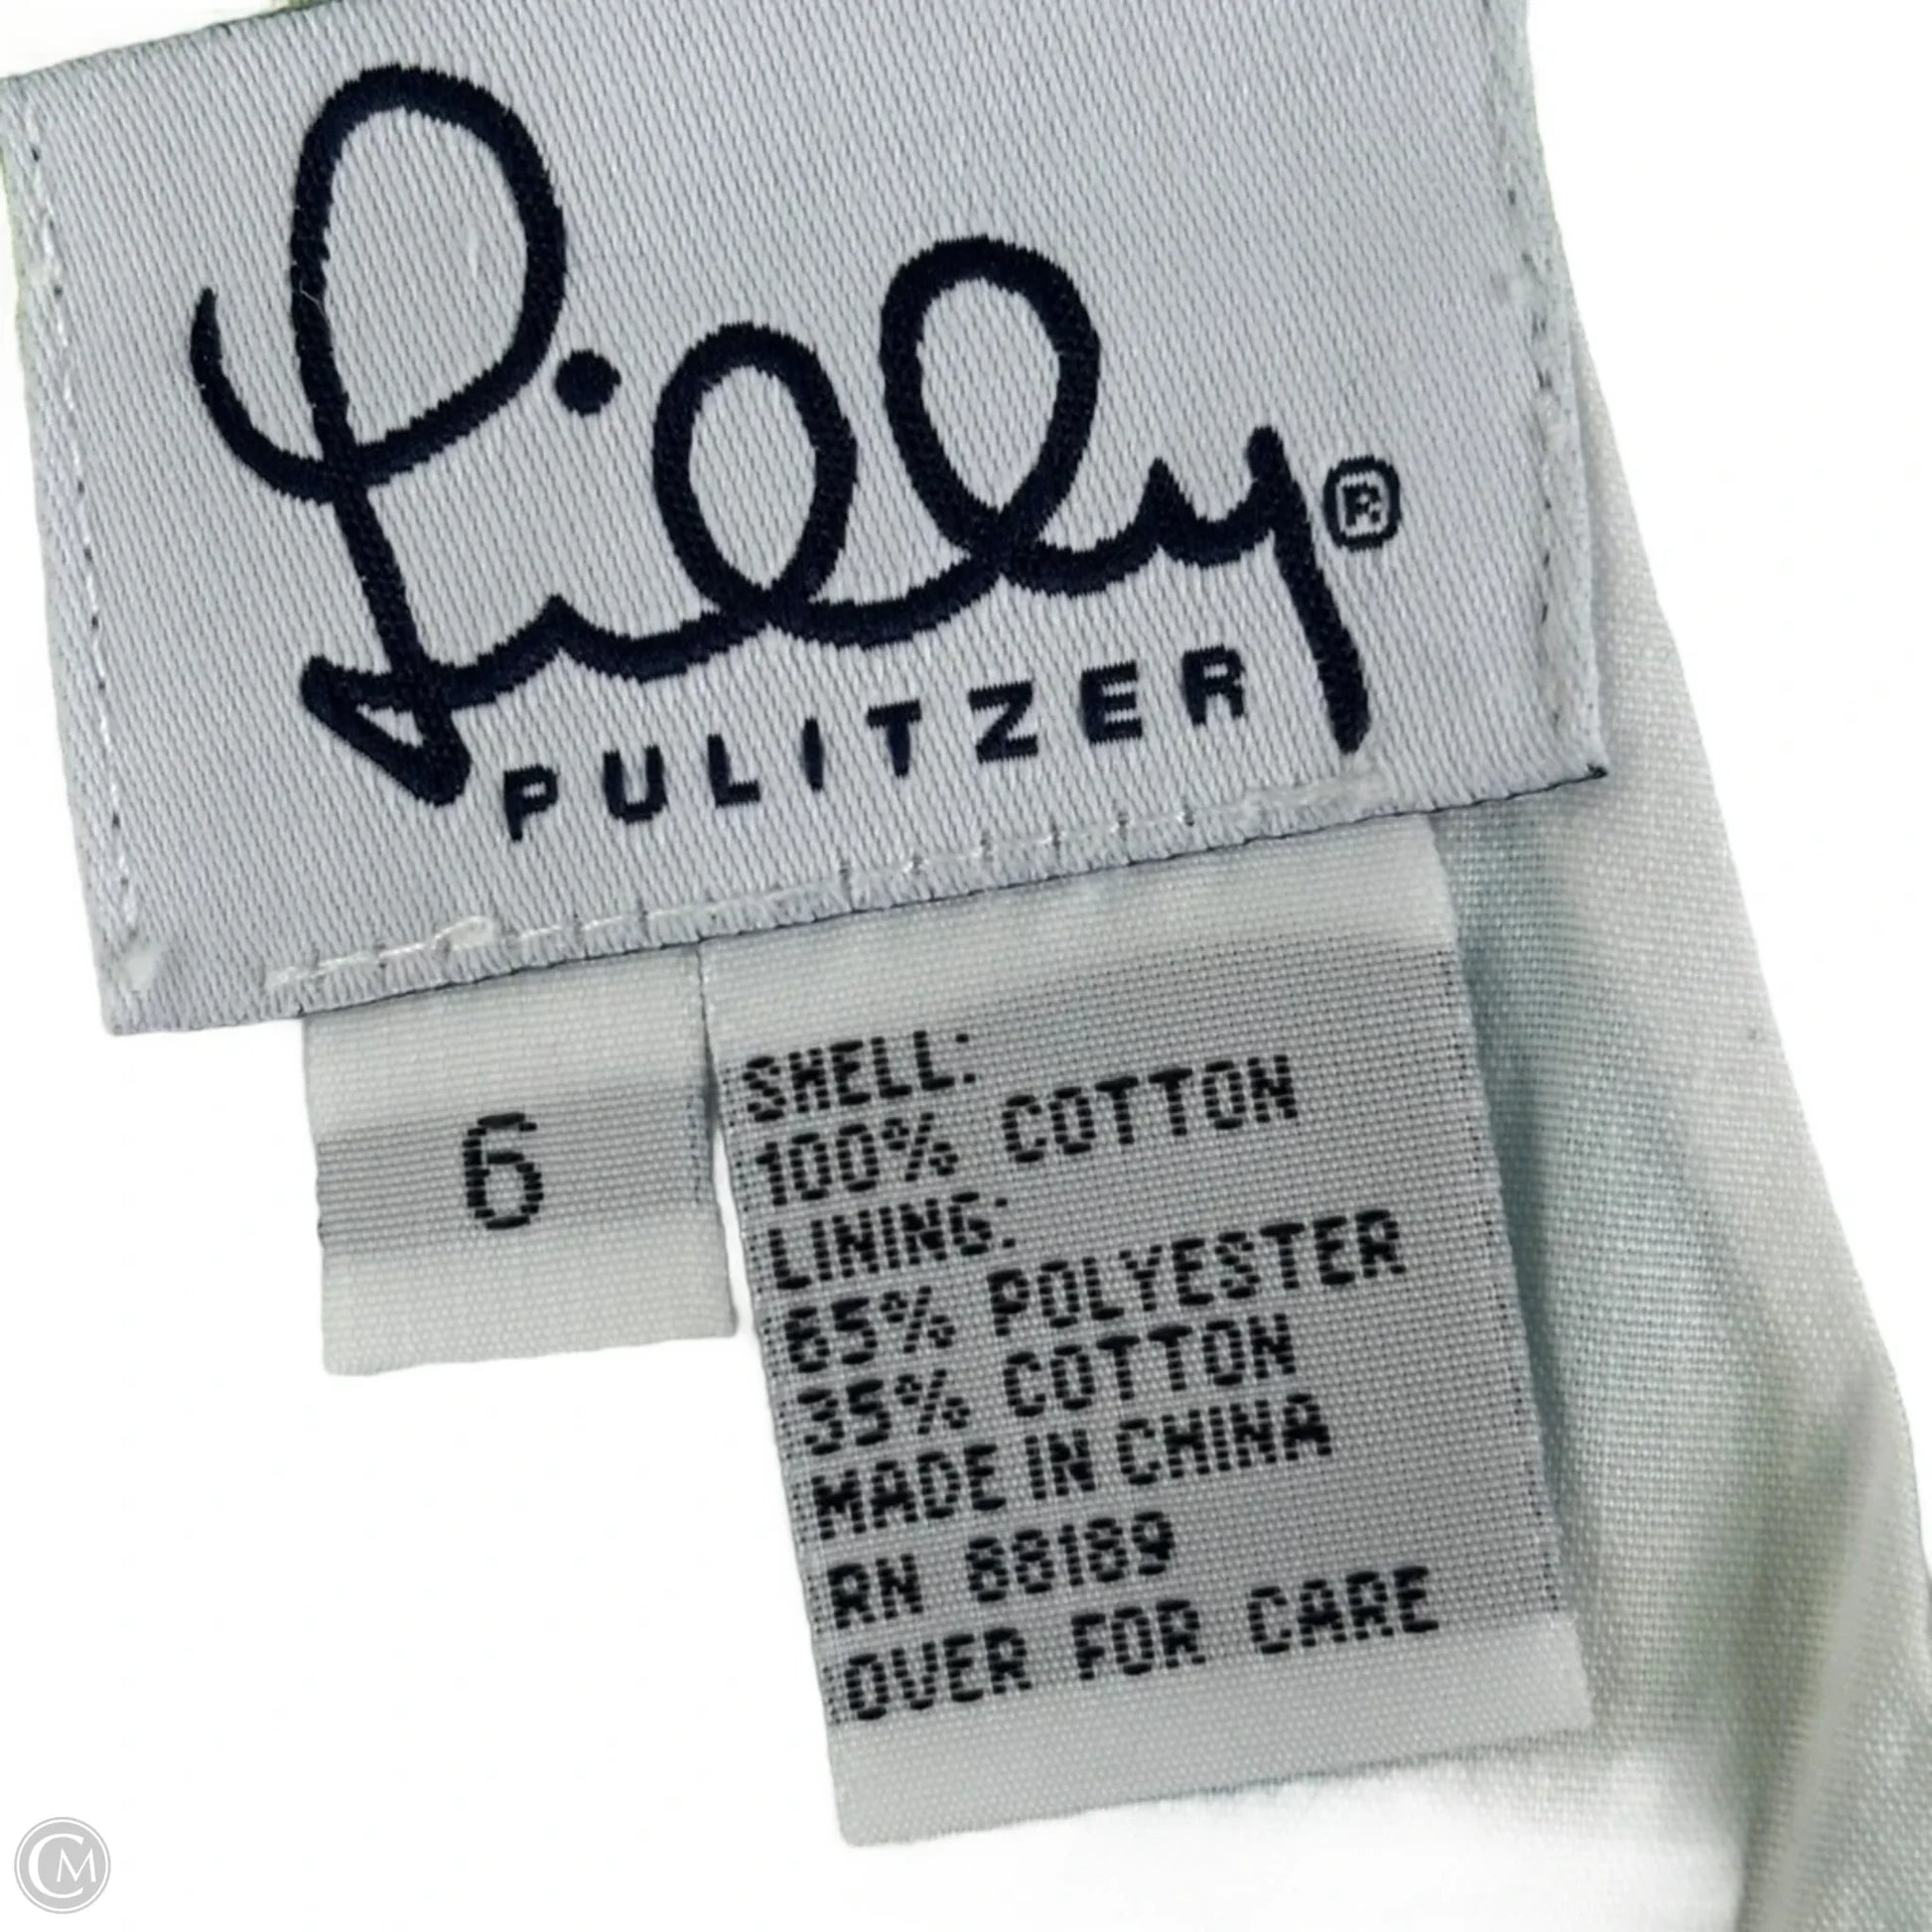 Lilly®
PULITZER
6
SHELL:
100% COTTON
LINING:
65% POLYESTER
35% COTTON
MADE IN CHINA
RN 88189
OVER FOR CARE
CM